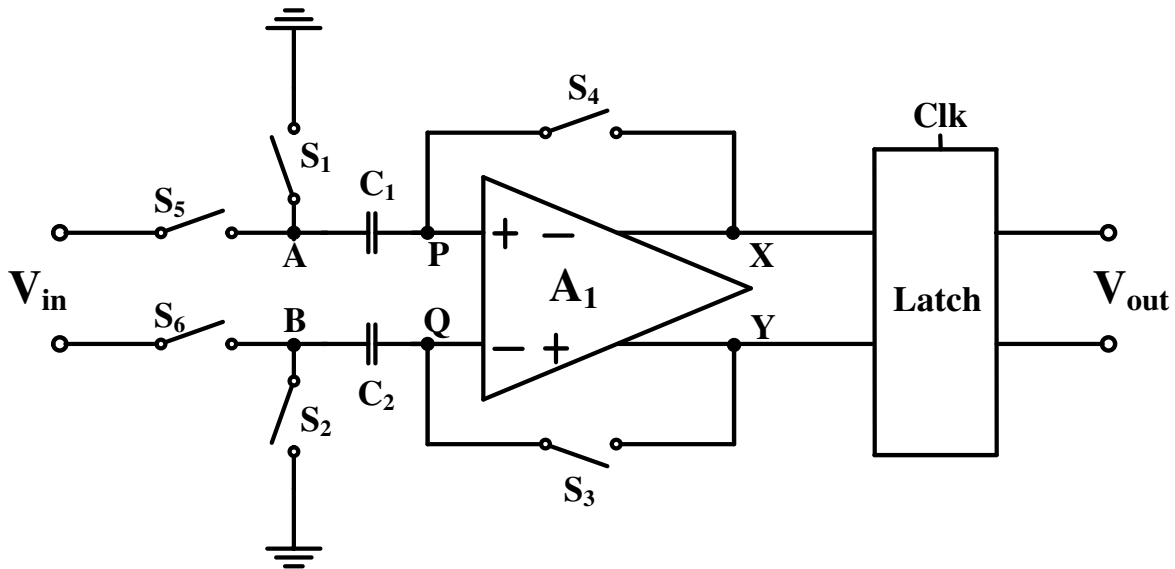 S4
Clk
S1
C1
S5
A
P
+ −
X
Vin
A1
Latch
Vout
S6
B
Q
− +
Y
C2
S2
S3